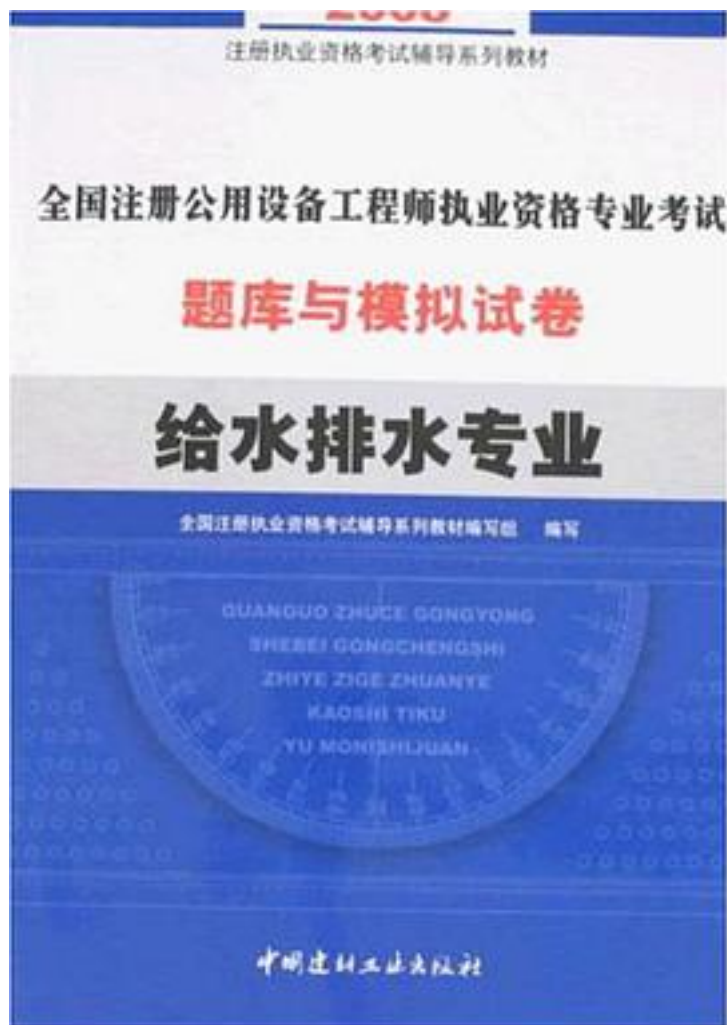 注册执业资格考试辅导系列教材
全国注册公用设备工程师执业资格专业考试
题库与模拟试卷
给水排水专业
全国注册执业资格考试辅导系列教材编写组 编写
QUANGUO ZHUCE GONGYONG
SHEBEI GONGCHENGSHI
ZHIYE ZIGE ZHUANYE
KAOSHI TIKU
YU MONISHIJUAN
中国建材工业出版社